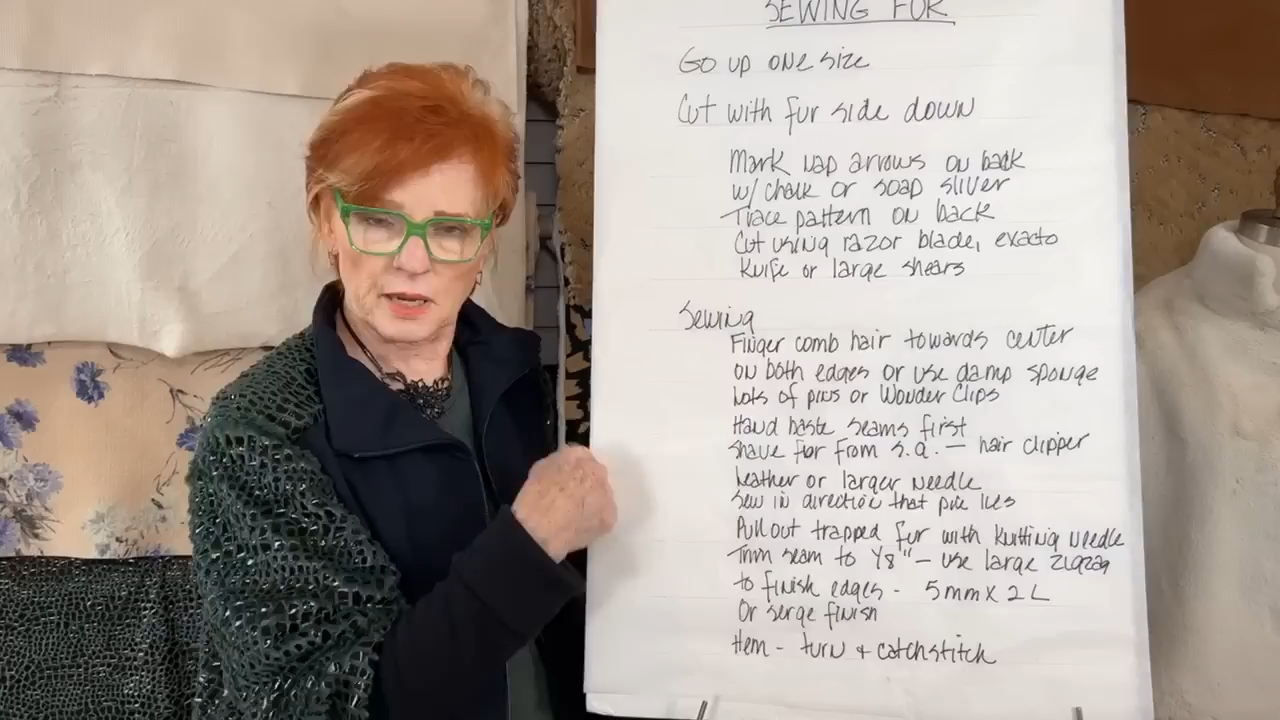 SEWING FUR
Go up one size
Cut with fur side down
Mark nap arrows on back
w/ chalk or soap sliver
Trace pattern on back
Cut using razor blade, exacto
knife or large shears
Sewing
Finger comb hair towards center
on both edges or use damp sponge
Lots of pins or Wonder Clips
Hand baste seams first
Shave fur from s.a. — hair clipper
Leather or larger needle
Sew in direction that pile lies
Pull out trapped fur with knitting needle
Trim seam to 1/8" — use large zigzag
to finish edges - 5mm X 2 L
Or serge finish
Hem - turn + catchstitch